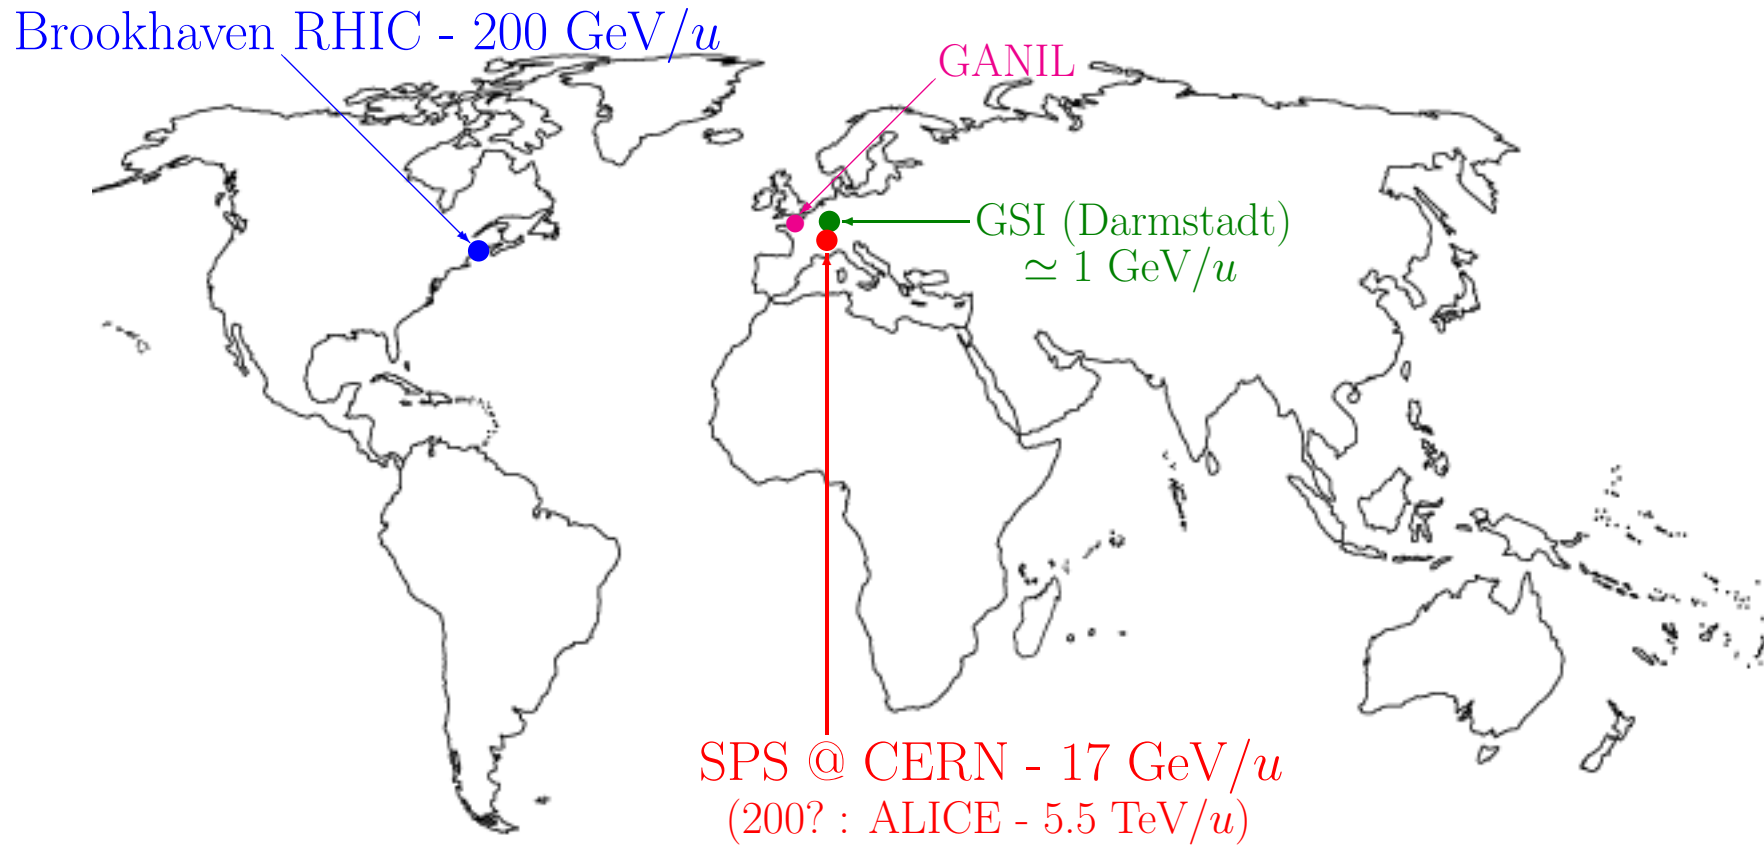 Brookhaven RHIC - 200 GeV/u
GANIL
GSI (Darmstadt)
≃ 1 GeV/u
SPS @ CERN - 17 GeV/u
(200? : ALICE - 5.5 TeV/u)